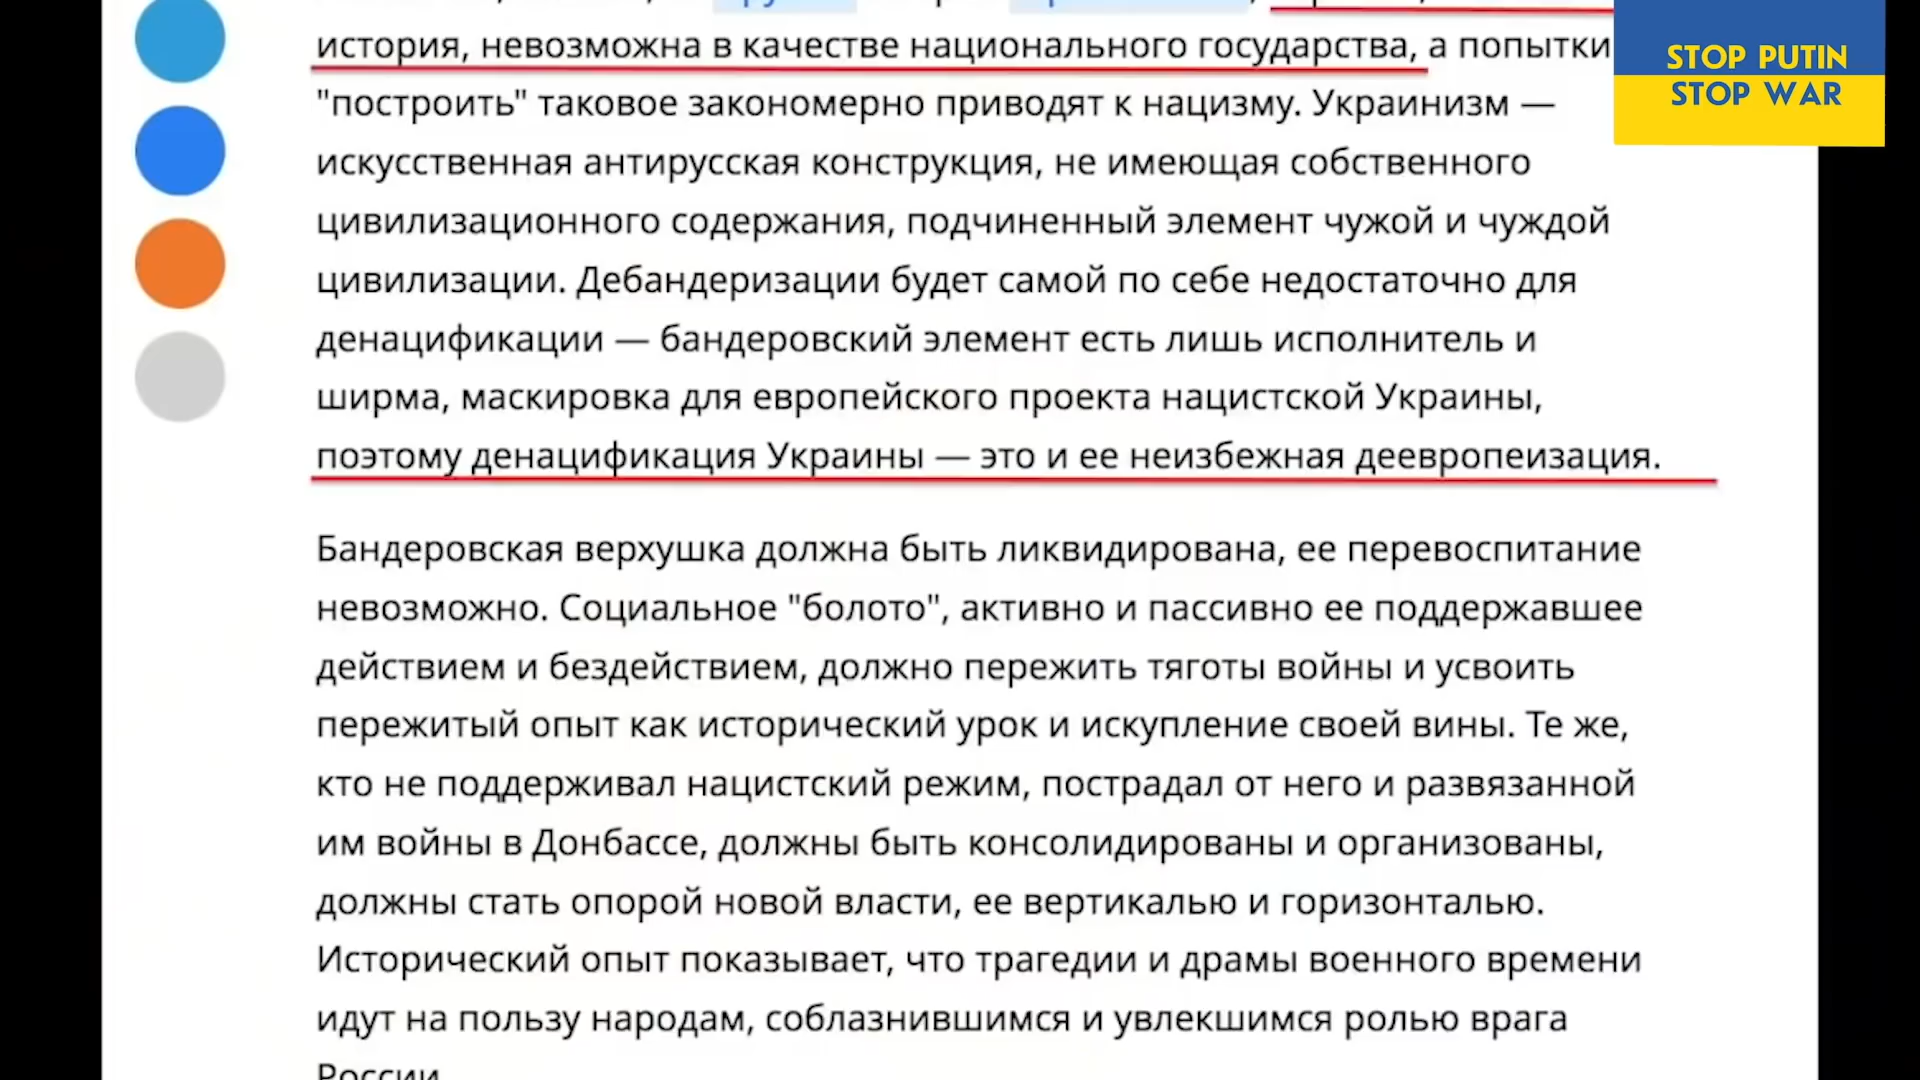 история, невозможна в качестве национального государства, а попытки
"построить" таковое закономерно приводят к нацизму. Украинизм —
искусственная антирусская конструкция, не имеющая собственного
цивилизационного содержания, подчиненный элемент чужой и чуждой
цивилизации. Дебандеризации будет самой по себе недостаточно для
денацификации — бандеровский элемент есть лишь исполнитель и
ширма, маскировка для европейского проекта нацистской Украины,
поэтому денацификация Украины — это и ее неизбежная деевропеизация.
Бандеровская верхушка должна быть ликвидирована, ее перевоспитание
невозможно. Социальное "болото", активно и пассивно ее поддержавшее
действием и бездействием, должно пережить тяготы войны и усвоить
пережитый опыт как исторический урок и искупление своей вины. Те же,
кто не поддерживал нацистский режим, пострадал от него и развязанной
им войны в Донбассе, должны быть консолидированы и организованы,
должны стать опорой новой власти, ее вертикалью и горизонталью.
Исторический опыт показывает, что трагедии и драмы военного времени
идут на пользу народам, соблазнившимся и увлекшимся ролью врага
России.
STOP PUTIN
STOP WAR